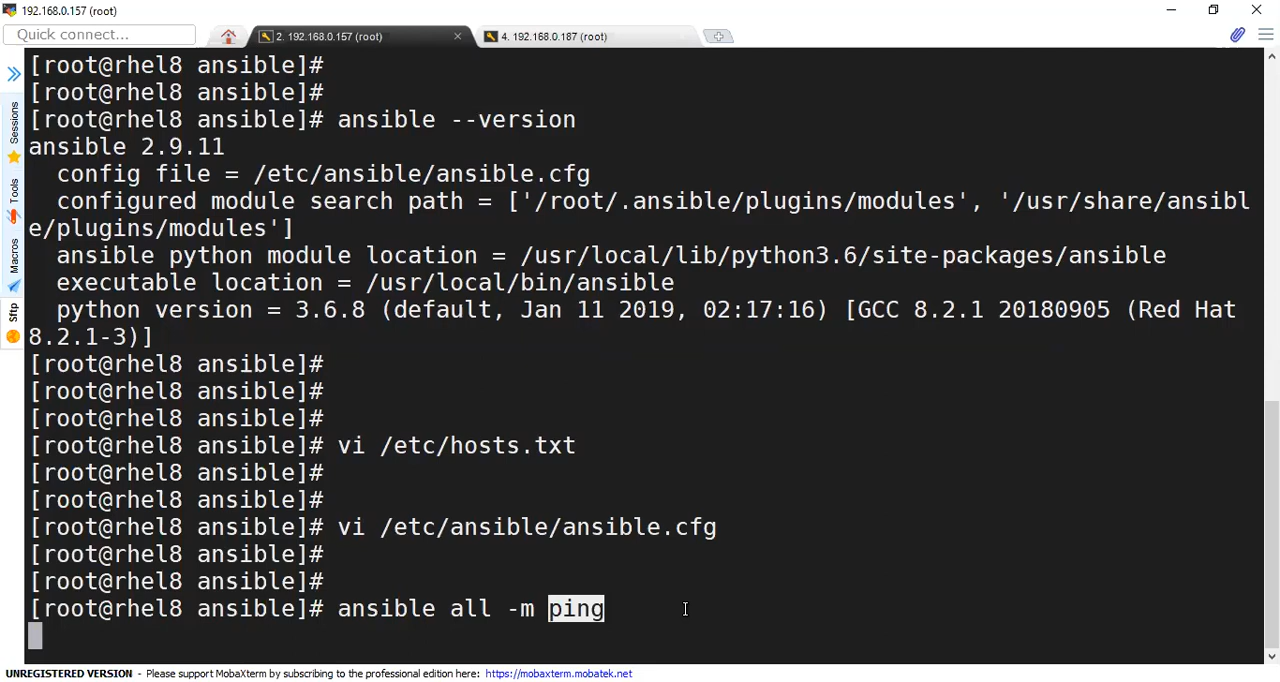 192.168.0.157 (root)
Quick connect...
2. 192.168.0.157 (root)
4. 192.168.0.187 (root)
Sessions
Tools
Macros
Sftp
[root@rhel8 ansible]#
[root@rhel8 ansible]#
[root@rhel8 ansible]# ansible --version
ansible 2.9.11
config file = /etc/ansible/ansible.cfg
configured module search path = ['/root/.ansible/plugins/modules', '/usr/share/ansibl
e/plugins/modules']
ansible python module location = /usr/local/lib/python3.6/site-packages/ansible
executable location = /usr/local/bin/ansible
python version = 3.6.8 (default, Jan 11 2019, 02:17:16) [GCC 8.2.1 20180905 (Red Hat
8.2.1-3)]
[root@rhel8 ansible]#
[root@rhel8 ansible]#
[root@rhel8 ansible]#
[root@rhel8 ansible]# vi /etc/hosts.txt
[root@rhel8 ansible]#
[root@rhel8 ansible]#
[root@rhel8 ansible]# vi /etc/ansible/ansible.cfg
[root@rhel8 ansible]#
[root@rhel8 ansible]#
[root@rhel8 ansible]# ansible all -m ping
UNREGISTERED VERSION - Please support MobaXterm by subscribing to the professional edition here: https://mobaxterm.mobatek.net